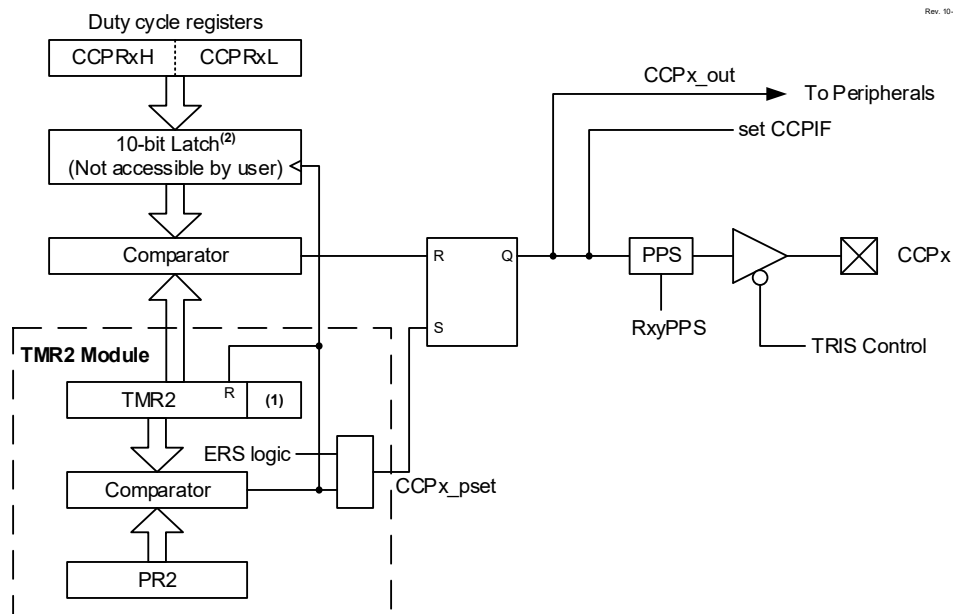 Rev. 10-
Duty cycle registers
CCPRxH CCPRxL
CCPx_out
To Peripherals
set CCPIF
10-bit Latch(2)
(Not accessible by user)
Comparator
R Q
PPS
CCPx
S
RxyPPS
TRIS Control
TMR2 Module
TMR2 R (1)
ERS logic
Comparator
CCPx_pset
PR2